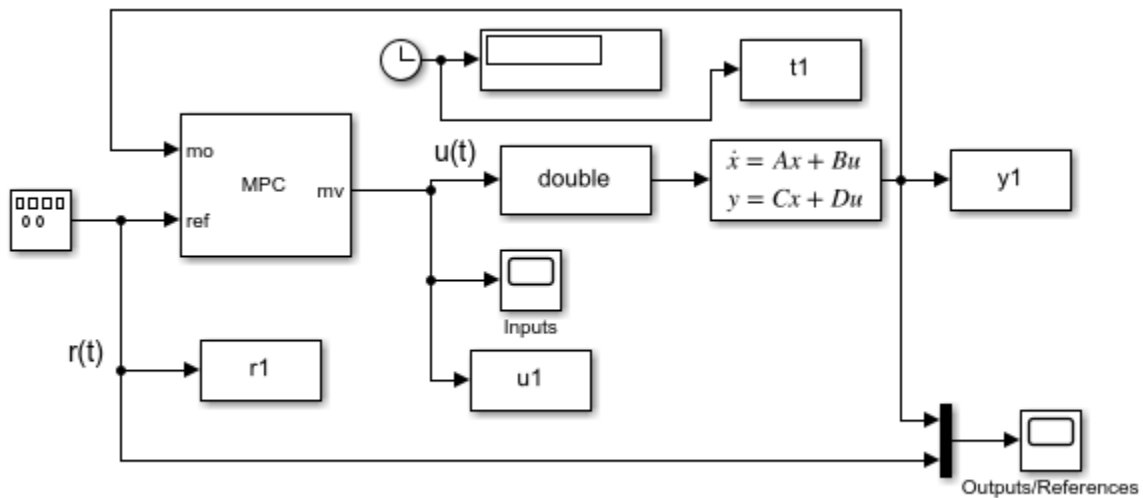 t1
mo
MPC
mv
ref
u(t)
double
ẋ = Ax + Bu
y = Cx + Du
y1
Inputs
r(t)
r1
u1
Outputs/References